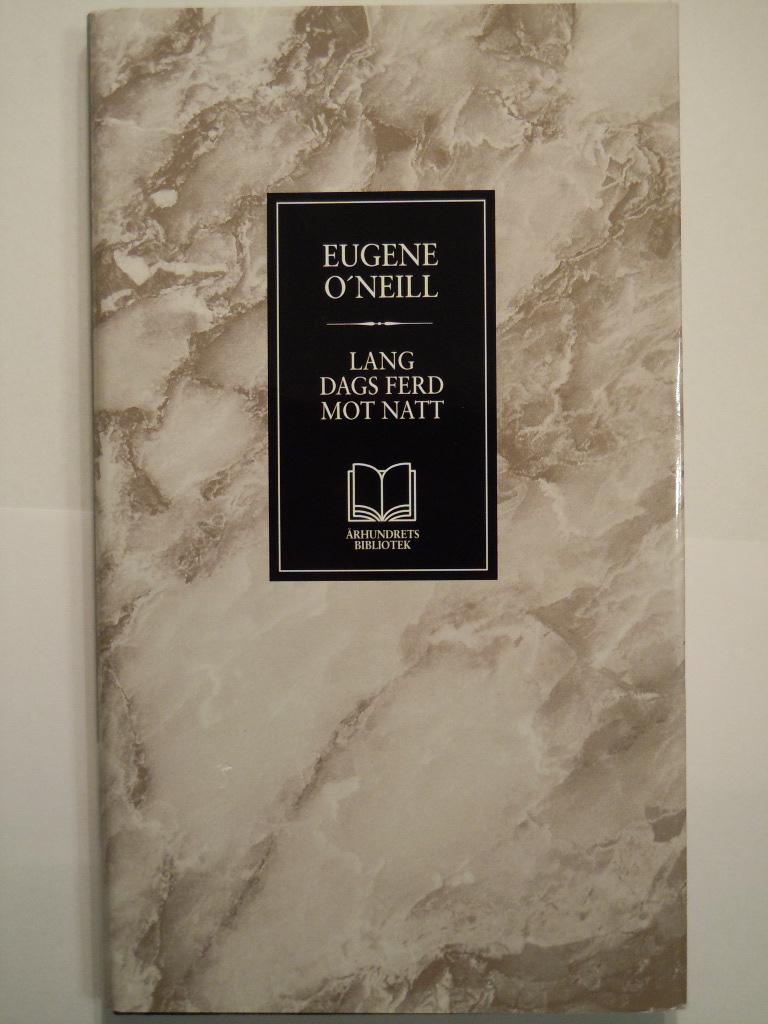 EUGENE
O´NEILL
LANG
DAGS FERD
MOT NATT
ÅRHUNDRETS
BIBLIOTEK